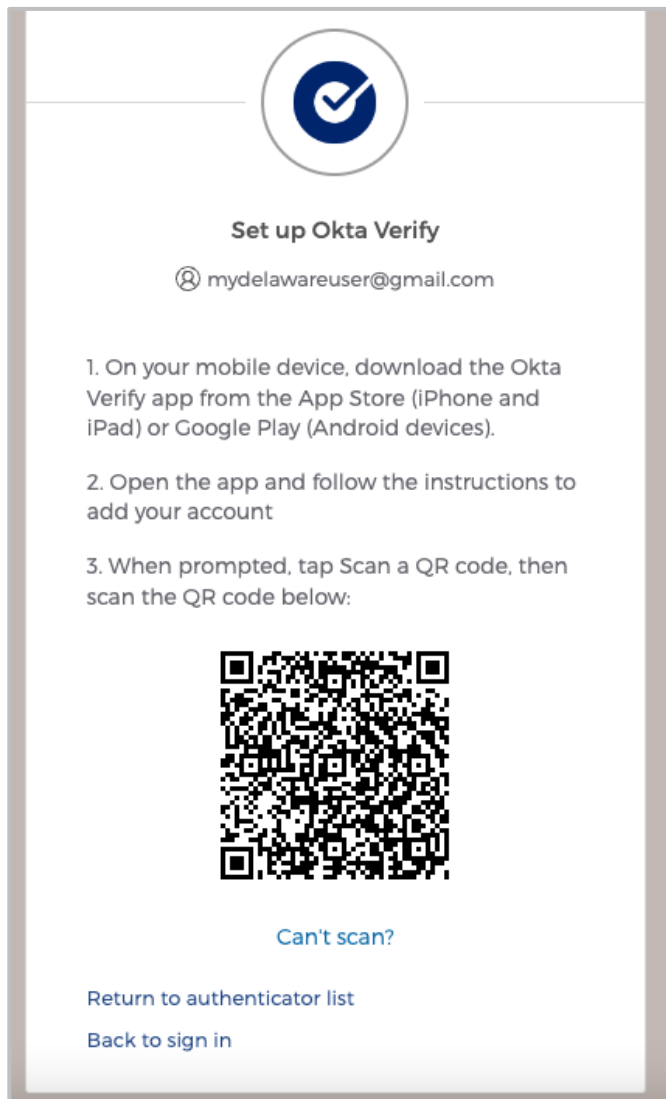 Set up Okta Verify
mydelawareuser@gmail.com
1. On your mobile device, download the Okta
Verify app from the App Store (iPhone and
iPad) or Google Play (Android devices).
2. Open the app and follow the instructions to
add your account
3. When prompted, tap Scan a QR code, then
scan the QR code below:
Can't scan?
Return to authenticator list
Back to sign in